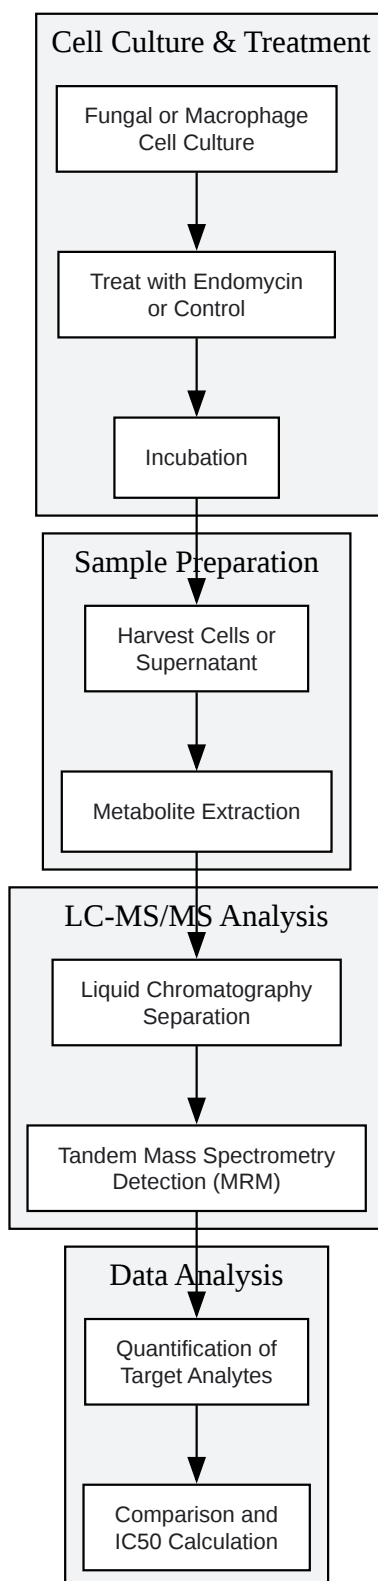 Cell Culture & Treatment
Fungal or Macrophage
Cell Culture
Treat with Endomycin
or Control
Incubation
Sample Preparation
Harvest Cells or
Supernatant
Metabolite Extraction
LC-MS/MS Analysis
Liquid Chromatography
Separation
Tandem Mass Spectrometry
Detection (MRM)
Data Analysis
Quantification of
Target Analytes
Comparison and
IC50 Calculation